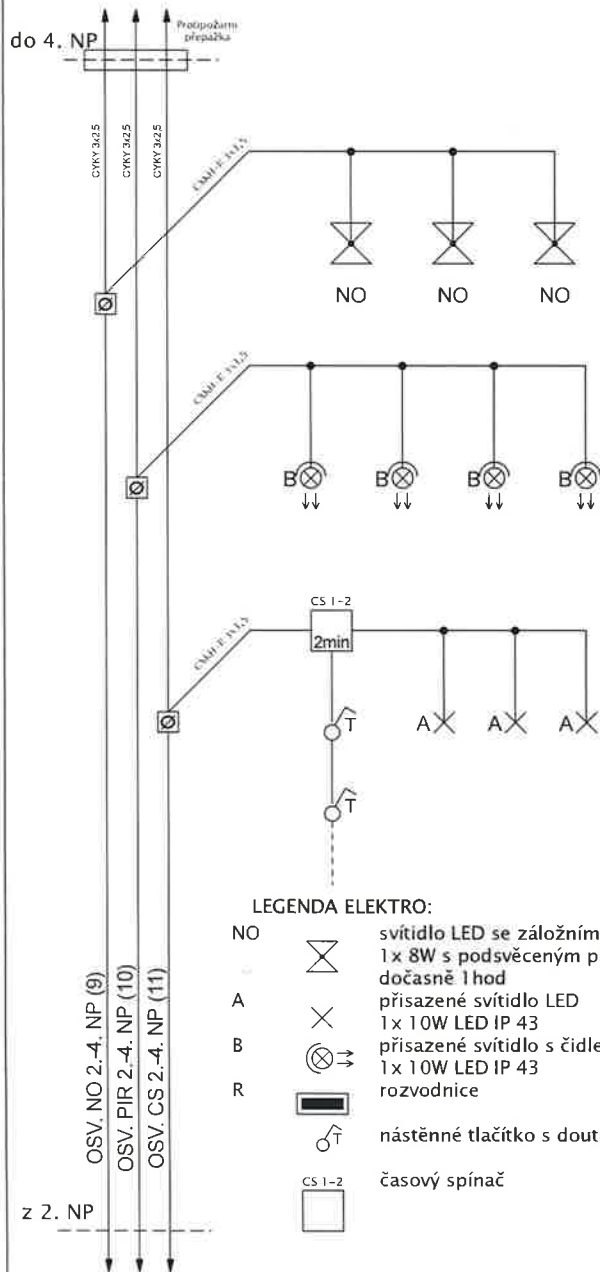 do 4. NP
Protipožární
přepážka
CYKY 3x2,5
CYKY 3x2,5
CYKY 3x2,5
NO
NO
NO
B
B
B
B
CS 1-2
2min
T
T
A
A
A
OSV. NO 2.-4. NP (9)
OSV. PIR 2.-4. NP (10)
OSV. CS 2.-4. NP (11)
z 2. NP
LEGENDA ELEKTRO:
NO svítidlo LED se záložním
1x 8W s podsvěceným p
dočasně 1hod
A přisazené svítidlo LED
1x 10W LED IP 43
B přisazené svítidlo s čidle
1x 10W LED IP 43
R rozvodnice
T nástěnné tlačítko s dout
CS 1-2 časový spínač